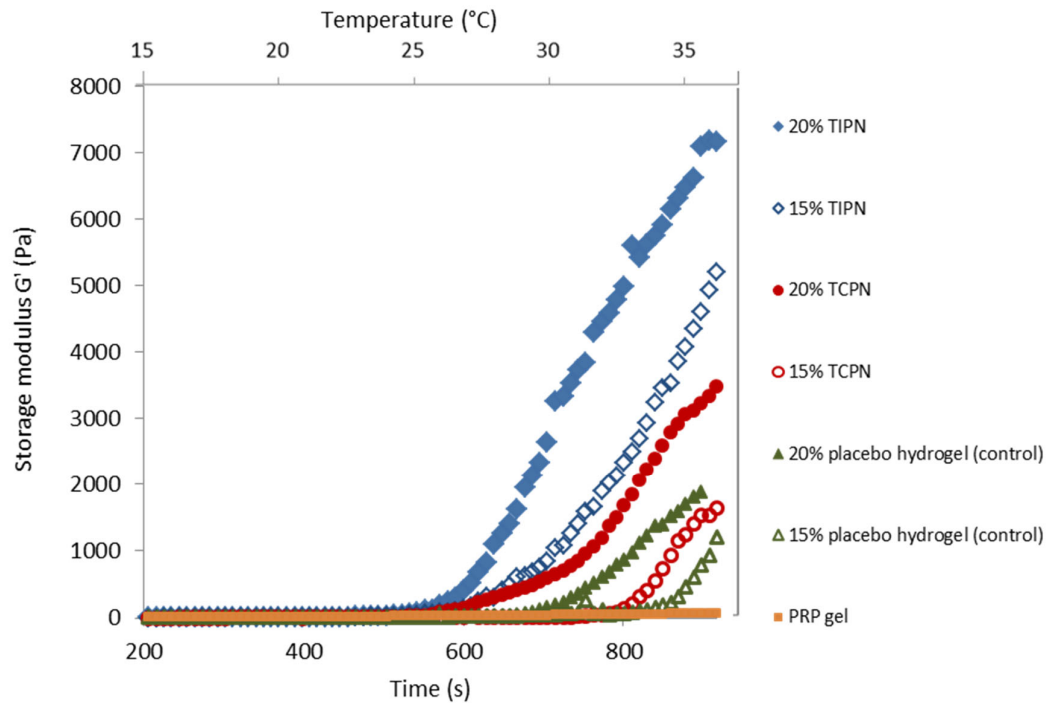 Temperature (°C)
15 20 25 30 35
Storage modulus G' (Pa)
8000
7000
6000
5000
4000
3000
2000
1000
0
200 400 600 800
Time (s)
20% TIPN
15% TIPN
20% TCPN
15% TCPN
20% placebo hydrogel (control)
15% placebo hydrogel (control)
PRP gel